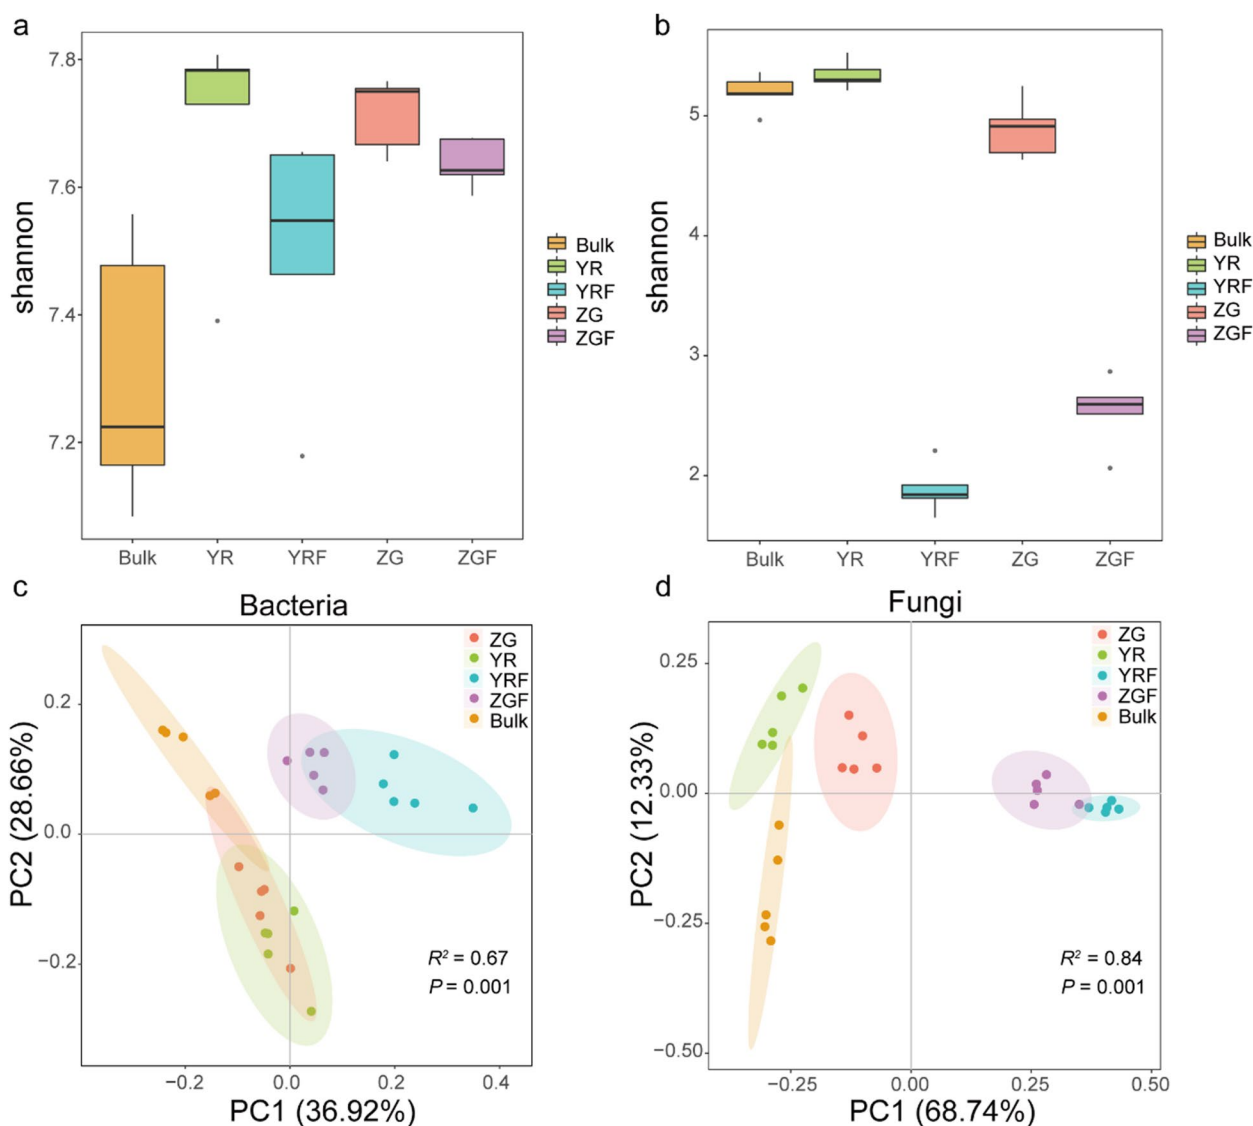 a
shannon
7.8
7.6
7.4
7.2
Bulk YR YRF ZG ZGF
Bulk
YR
YRF
ZG
ZGF
b
shannon
5
4
3
2
Bulk YR YRF ZG ZGF
Bulk
YR
YRF
ZG
ZGF
c
Bacteria
PC2 (28.66%)
0.2
0.0
−0.2
ZG
YR
YRF
ZGF
Bulk
R² = 0.67
P = 0.001
−0.2 0.0 0.2 0.4
PC1 (36.92%)
d
Fungi
PC2 (12.33%)
0.25
0.00
−0.25
−0.50
ZG
YR
YRF
ZGF
Bulk
R² = 0.84
P = 0.001
−0.25 0.00 0.25 0.50
PC1 (68.74%)